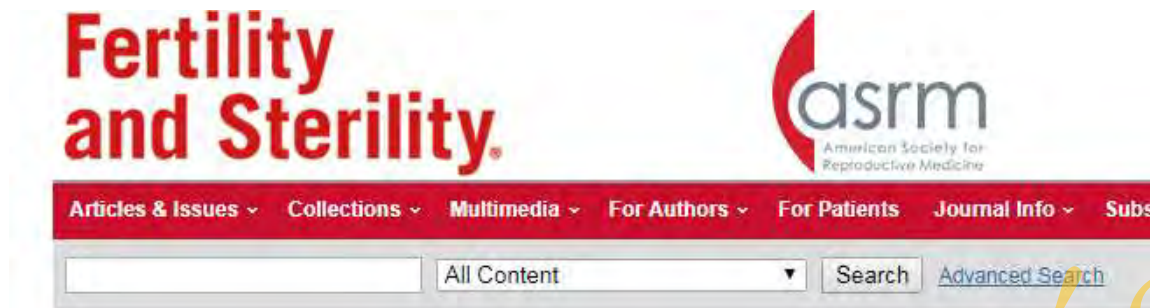 Fertility
and Sterility®
asrm
American Society for
Reproductive Medicine
Articles & Issues Collections Multimedia For Authors For Patients Journal Info Subs
All Content Search Advanced Search